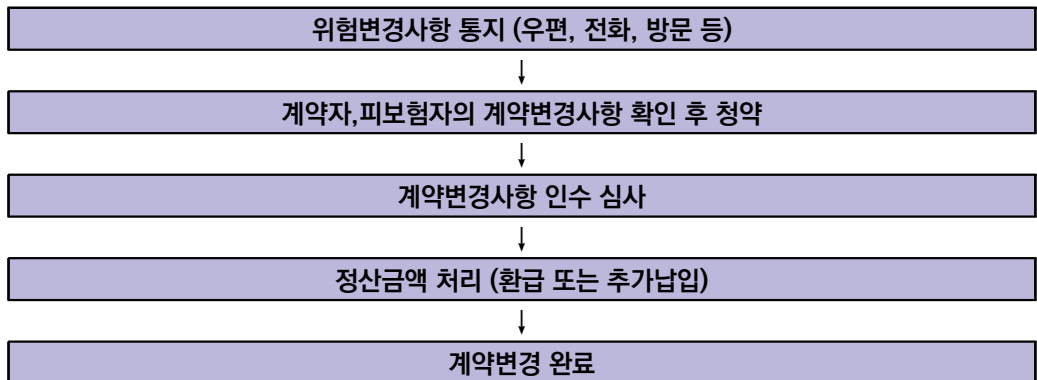 위험변경사항 통지 (우편, 전화, 방문 등)
계약자,피보험자의 계약변경사항 확인 후 청약
계약변경사항 인수 심사
정산금액 처리 (환급 또는 추가납입)
계약변경 완료